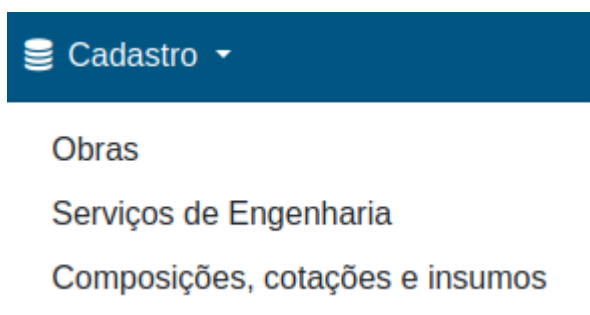 Cadastro
Obras
Serviços de Engenharia
Composições, cotações e insumos